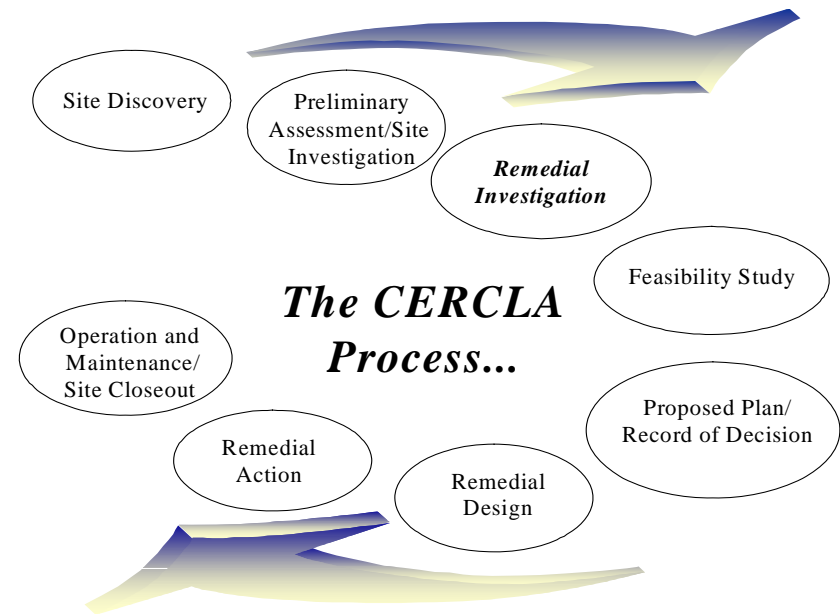 Site Discovery
Preliminary
Assessment/Site
Investigation
Remedial
Investigation
Feasibility Study
The CERCLA
Process...
Proposed Plan/
Record of Decision
Remedial
Design
Remedial
Action
Operation and
Maintenance/
Site Closeout